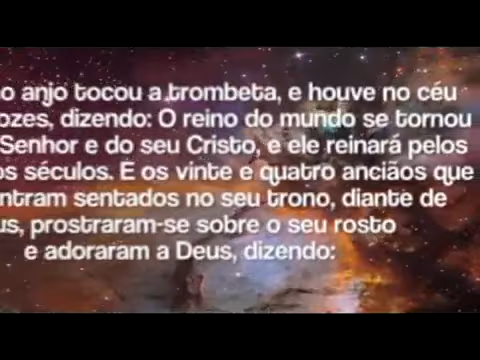 o anjo tocou a trombeta, e houve no céu
ozes, dizendo: O reino do mundo se tornou
Senhor e do seu Cristo, e ele reinará pelos
os séculos. E os vinte e quatro anciãos que
ntram sentados no seu trono, diante de
us, prostraram-se sobre o seu rosto
e adoraram a Deus, dizendo: